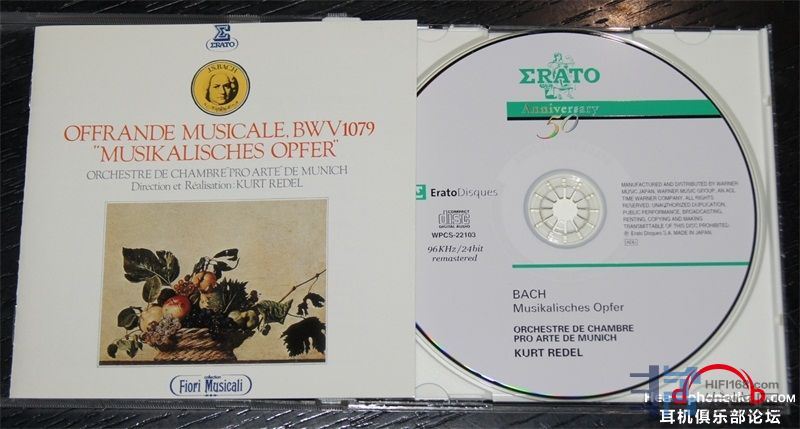 ERATO
J.S.BACH
OFFRANDE MUSICALE, BWV1079
"MUSIKALISCHES OPFER"
ORCHESTRE DE CHAMBRE "PRO ARTE" DE MUNICH
Direction et Réalisation: KURT REDEL
collection
Fiori Musicali
ERATO
Anniversary
50
EratoDisques
COMPACT
disc
DIGITAL AUDIO
WPCS-22103
96KHz/24bit
remastered
MANUFACTURED AND DISTRIBUTED BY WARNER
MUSIC JAPAN, WARNER MUSIC GROUP, AN AOL
TIME WARNER COMPANY. ALL RIGHTS
RESERVED. UNAUTHORIZED DUPLICATION,
PUBLIC PERFORMANCE, BROADCASTING,
RENTING, COPYING AND MAKING
TRANSMITTABLE OF THIS DISC PROHIBITED.
℗ Erato Disques S.A. MADE IN JAPAN.
BACH
Musikalisches Opfer
ORCHESTRE DE CHAMBRE
PRO ARTE DE MUNICH
KURT REDEL
HIFI168.com
耳机俱乐部论坛